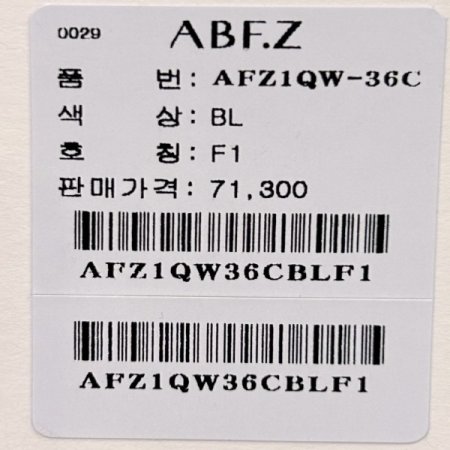 0029 ABF.Z
품 번: AFZ1QW-36C
색 상: BL
호 칭: F1
판매가격: 71,300
AFZ1QW36CBLF1
AFZ1QW36CBLF1